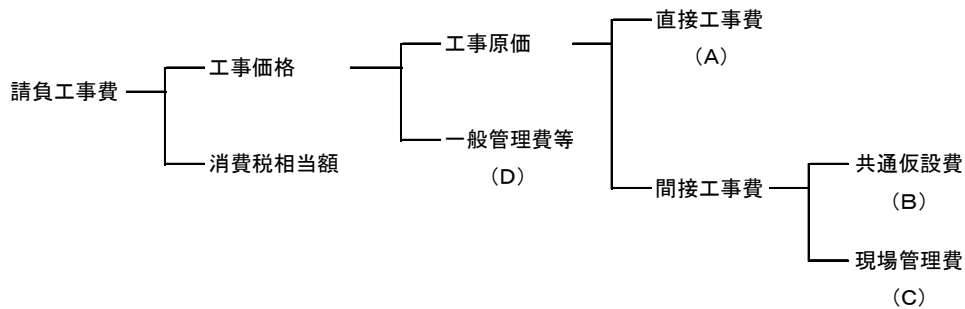 直接工事費
工事原価
（A）
工事価格
請負工事費
一般管理費等
消費税相当額
（D）
間接工事費
共通仮設費
（B）
現場管理費
（C）